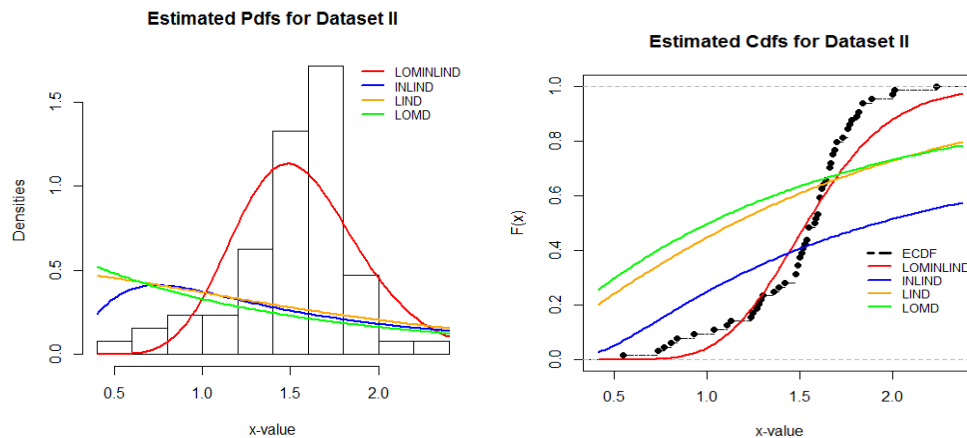 Estimated Pdfs for Dataset II
Densities
1.5
1.0
0.5
0.0
LOMINLIND
INLIND
LIND
LOMD
0.5 1.0 1.5 2.0
x-value
Estimated Cdfs for Dataset II
F(x)
1.0
0.8
0.6
0.4
0.2
0.0
ECDF
LOMINLIND
INLIND
LIND
LOMD
0.5 1.0 1.5 2.0
x-value